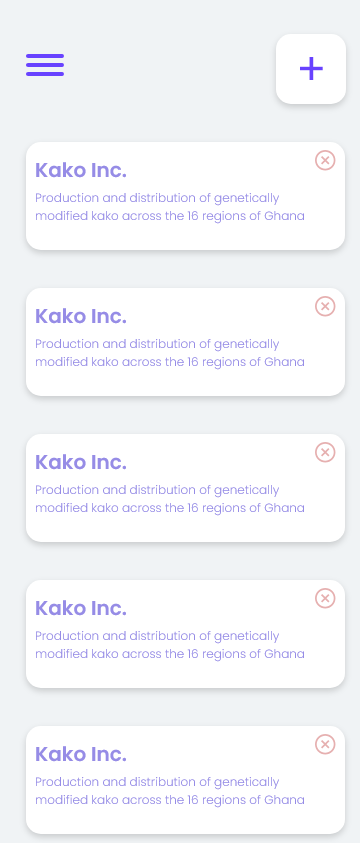 Kako Inc.
Production and distribution of genetically
modified kako across the 16 regions of Ghana
Kako Inc.
Production and distribution of genetically
modified kako across the 16 regions of Ghana
Kako Inc.
Production and distribution of genetically
modified kako across the 16 regions of Ghana
Kako Inc.
Production and distribution of genetically
modified kako across the 16 regions of Ghana
Kako Inc.
Production and distribution of genetically
modified kako across the 16 regions of Ghana